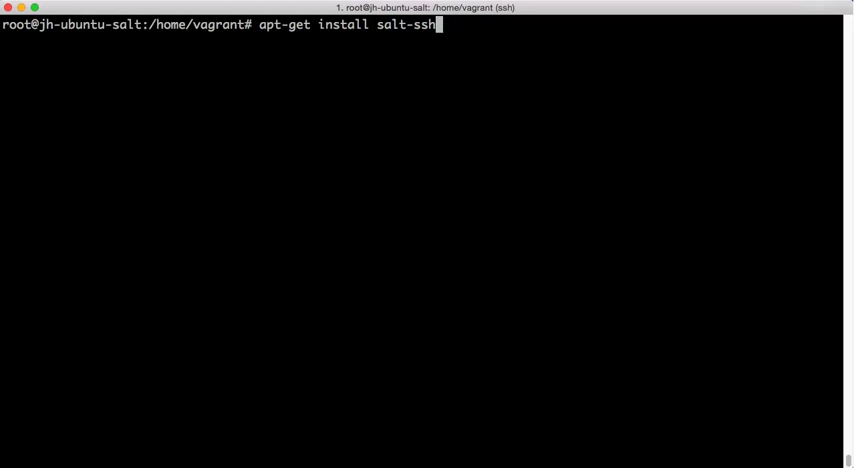 1. root@jh-ubuntu-salt: /home/vagrant (ssh)
root@jh-ubuntu-salt:/home/vagrant# apt-get install salt-ssh